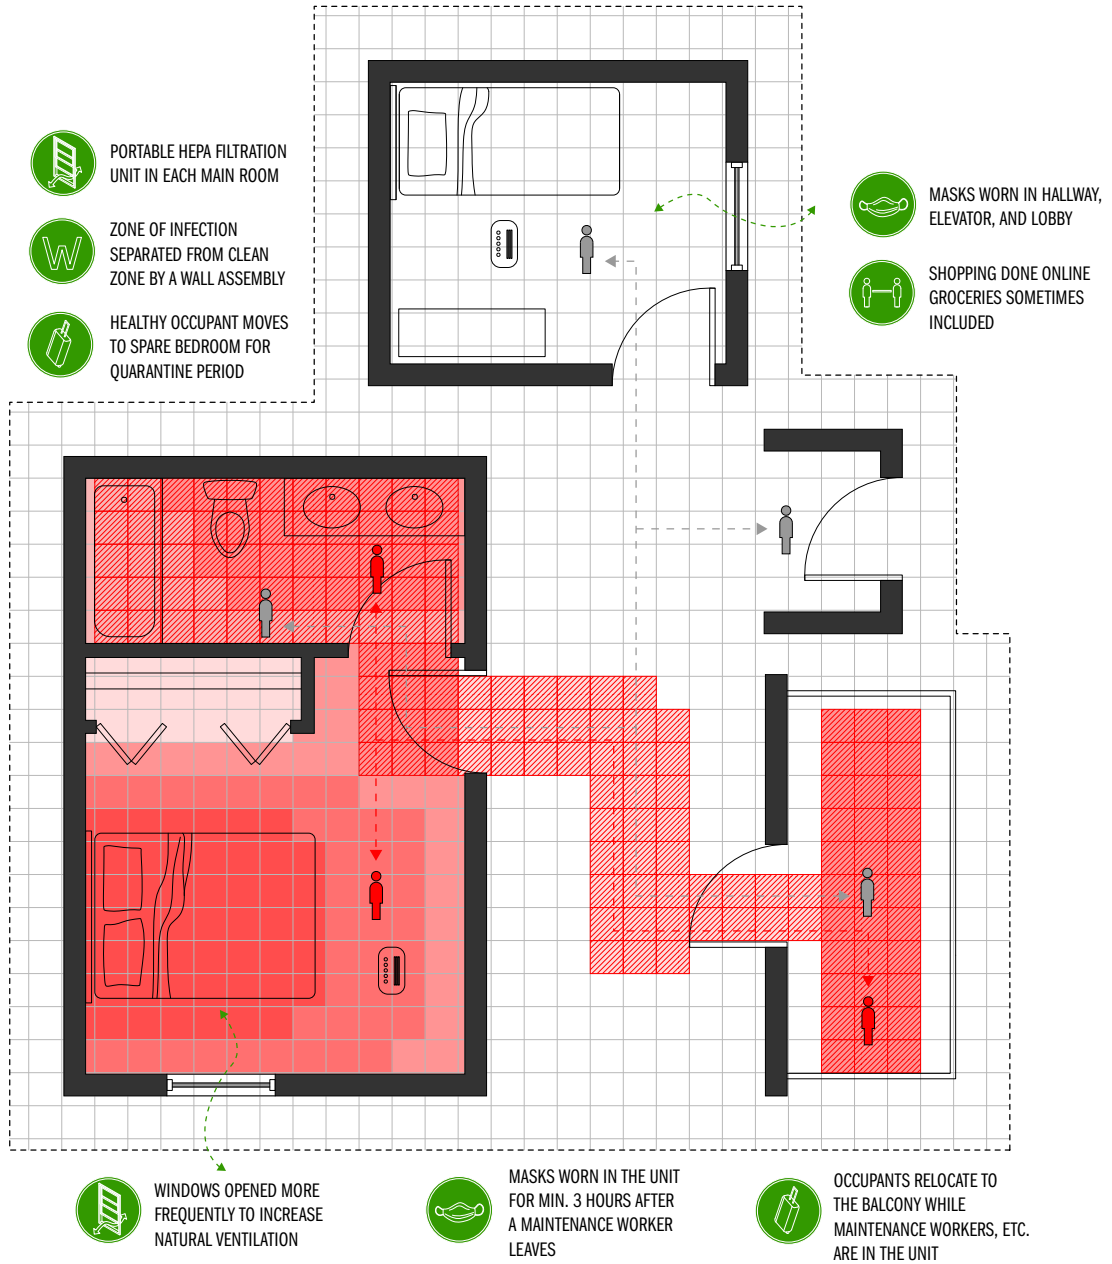 PORTABLE HEPA FILTRATION
UNIT IN EACH MAIN ROOM
W
ZONE OF INFECTION
SEPARATED FROM CLEAN
ZONE BY A WALL ASSEMBLY
HEALTHY OCCUPANT MOVES
TO SPARE BEDROOM FOR
QUARANTINE PERIOD
MASKS WORN IN HALLWAY,
ELEVATOR, AND LOBBY
SHOPPING DONE ONLINE
GROCERIES SOMETIMES
INCLUDED
WINDOWS OPENED MORE
FREQUENTLY TO INCREASE
NATURAL VENTILATION
MASKS WORN IN THE UNIT
FOR MIN. 3 HOURS AFTER
A MAINTENANCE WORKER
LEAVES
OCCUPANTS RELOCATE TO
THE BALCONY WHILE
MAINTENANCE WORKERS, ETC.
ARE IN THE UNIT